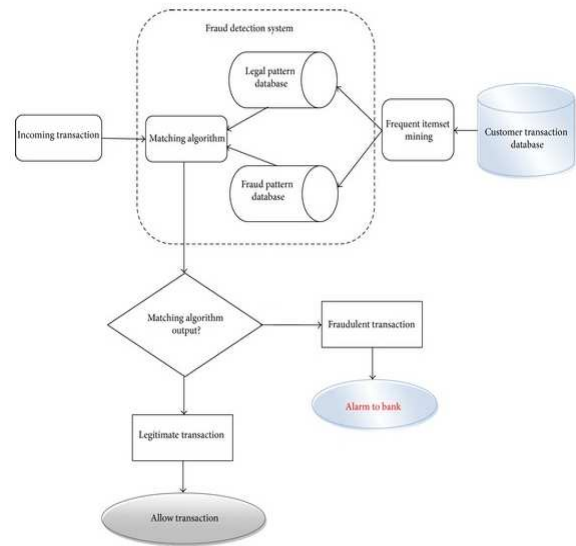 Fraud detection system
Legal pattern
database
Incoming transaction
Matching algorithm
Frequent itemset
mining
Customer transaction
database
Fraud pattern
database
Matching algorithm
output?
Fraudulent transaction
Alarm to bank
Legitimate transaction
Allow transaction